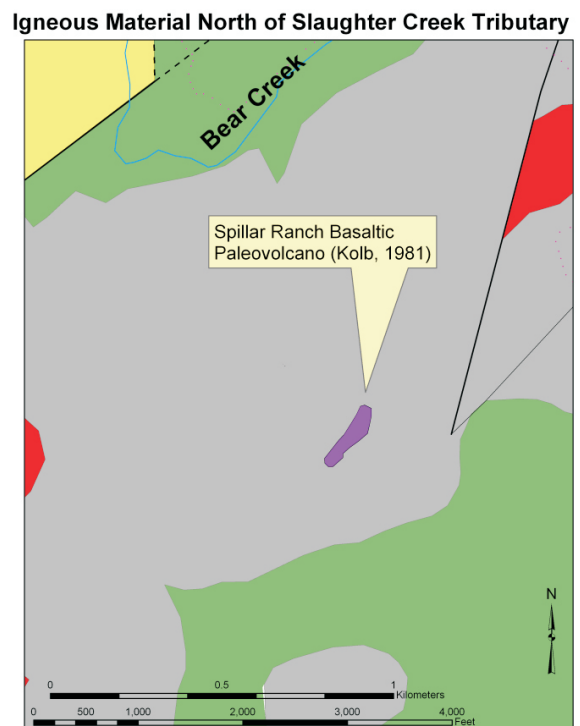 Igneous Material North of Slaughter Creek Tributary
Bear Creek
Spillar Ranch Basaltic
Paleovolcano (Kolb, 1981)
N
0 0.5 1
Kilometers
0 500 1,000 2,000 3,000 4,000
Feet